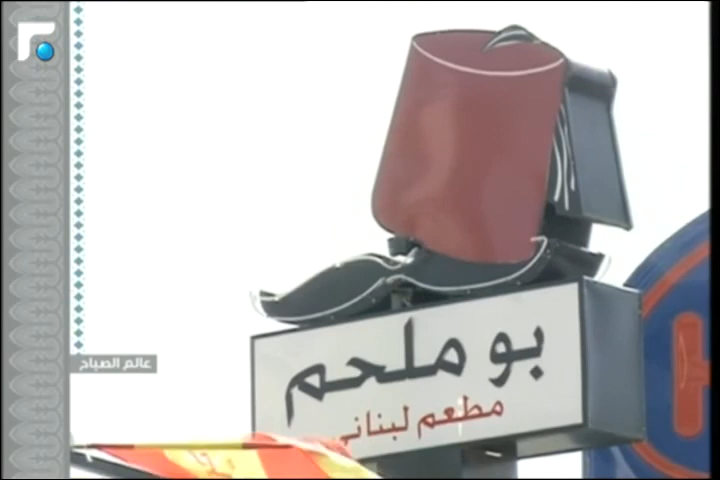 بو ملحم
مطعم لبناني
عالم الصباح